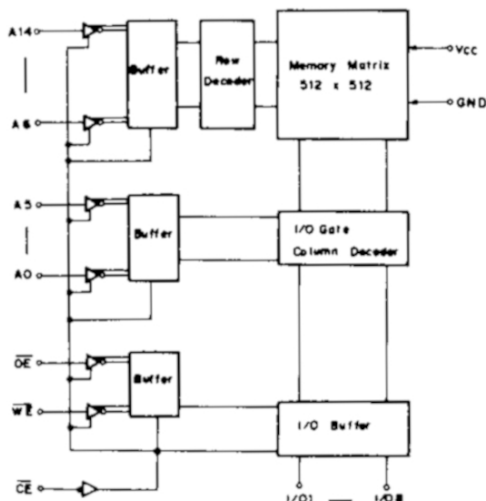 A14
Buffer
Row
Decoder
Memory Matrix
512 x 512
Vcc
GND
A6
A5
Buffer
I/O Gate
Column Decoder
A0
OE
Buffer
WE
I/O Buffer
CE
I/O1
I/O8